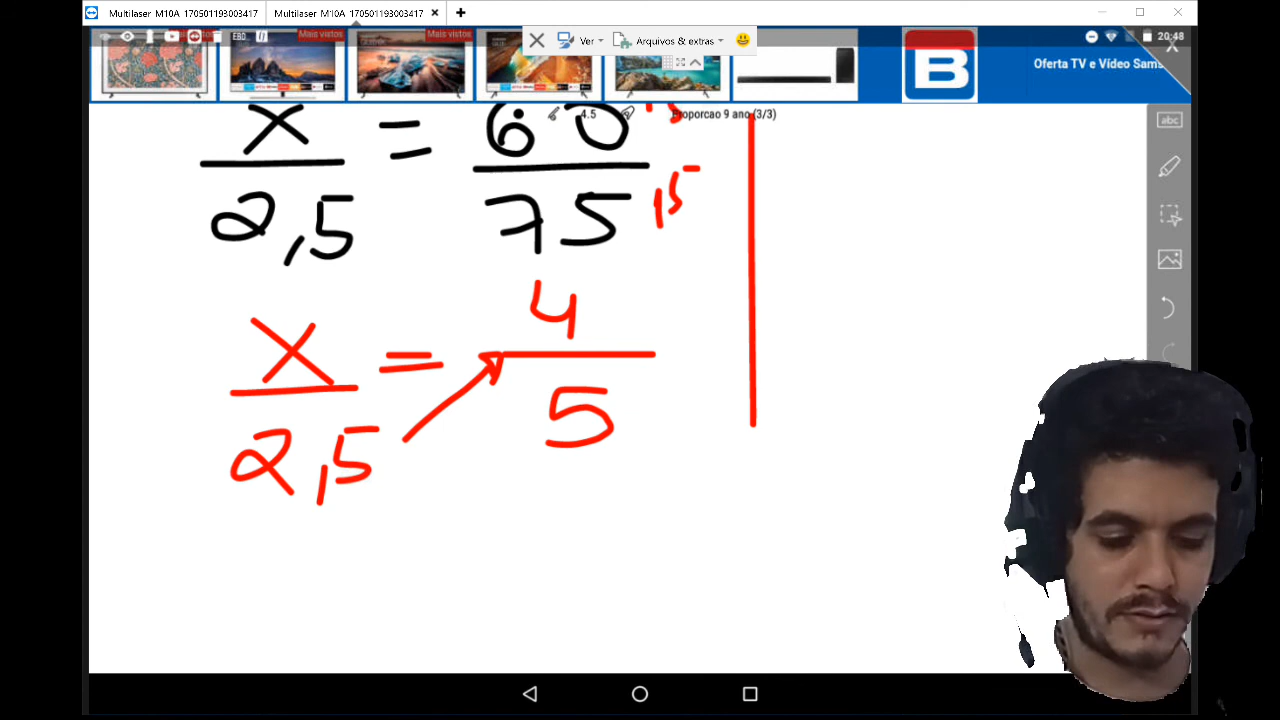 Multilaser M10A 170501193003417
Multilaser M10A 170501193003417
Mais vistos
Mais vistos
Ver
Arquivos & extras
20:48
B
Oferta TV e Vídeo Sams
4.5
Proporcao 9 ano (3/3)
abc
x/2,5 = 60/75
15
x/2,5 = 4/5